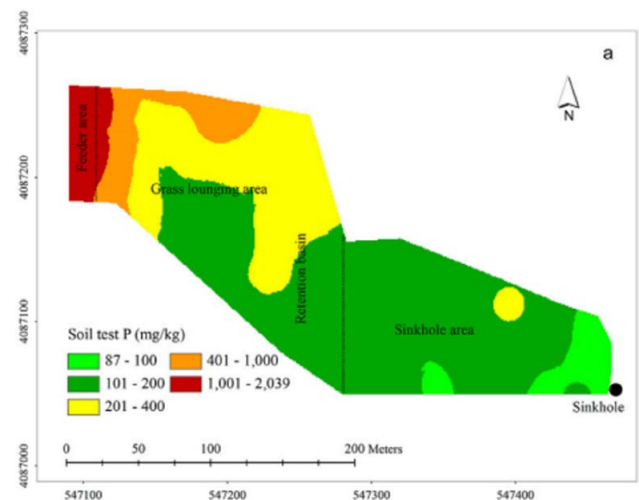 4087300
a
N
Feeder area
4087200
Grass lounging area
Retention basin
4087100
Sinkhole area
Soil test P (mg/kg)
87 - 100
401 - 1,000
101 - 200
1,001 - 2,039
201 - 400
Sinkhole
0 50 100 200 Meters
4087000
547100 547200 547300 547400